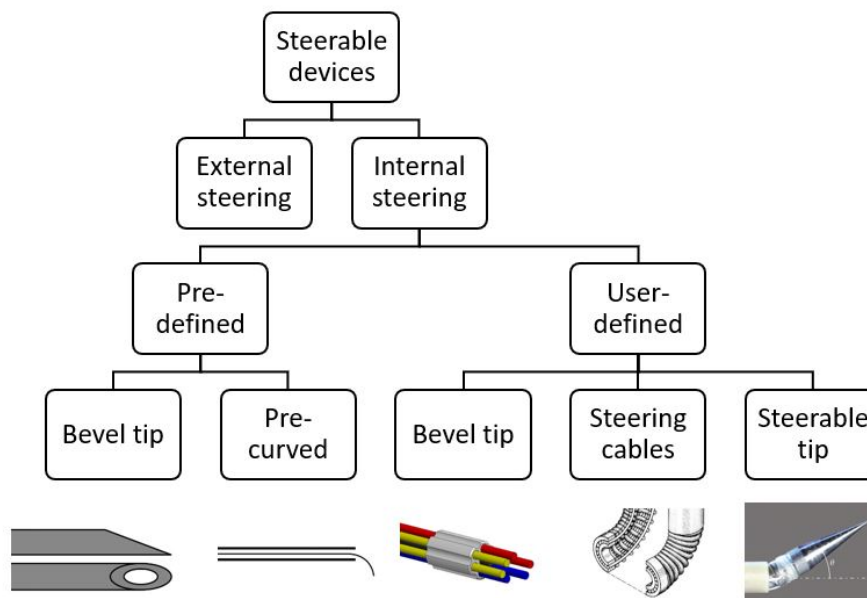 Steerable
devices
External
steering
Internal
steering
Pre-
defined
User-
defined
Bevel tip
Pre-
curved
Bevel tip
Steering
cables
Steerable
tip
θ